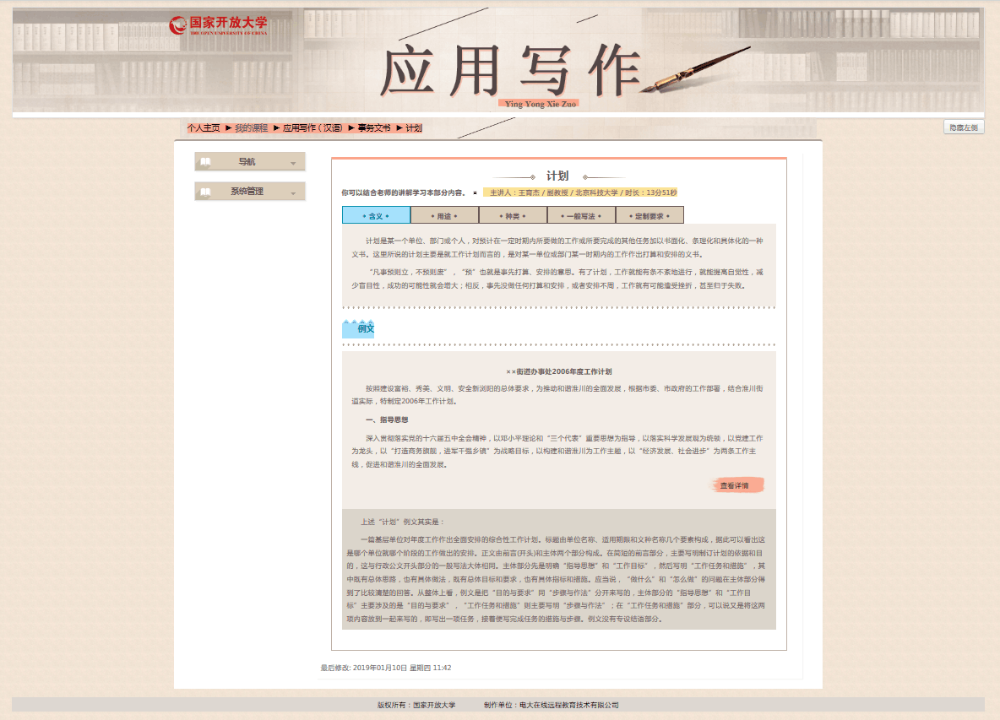 国家开放大学
THE OPEN UNIVERSITY OF CHINA
应用写作
Ying Yong Xie Zuo
个人主页 ► 我的课程 ► 应用写作（汉语） ► 事务文书 ► 计划
隐藏左侧
导航
系统管理
计划
你可以结合老师的讲解学习本部分内容。 主讲人：王育杰 / 副教授 / 北京科技大学 / 时长：13分51秒
• 含义 • • 用途 • • 种类 • • 一般写法 • • 定制要求 •
计划是某一个单位、部门或个人，对预计在一定时期内所要做的工作或所要完成的其他任务加以书面化、条理化和具体化的一种
文书。这里所说的计划主要是就工作计划而言的，是对某一单位或部门某一时期内的工作作出打算和安排的文书。
“凡事预则立，不预则废”，“预”也就是事先打算、安排的意思。有了计划，工作就能有条不紊地进行，就能提高自觉性，减
少盲目性，成功的可能性就会增大；相反，事先没做任何打算和安排，或者安排不周，工作就有可能遭受挫折，甚至归于失败。
例文
××街道办事处2006年度工作计划
按照建设富裕、秀美、文明、安全新浏阳的总体要求，为推动和谐淮川的全面发展，根据市委、市政府的工作部署，结合淮川街
道实际，特制定2006年工作计划。
一、指导思想
深入贯彻落实党的十六届五中全会精神，以邓小平理论和“三个代表”重要思想为指导，以落实科学发展观为统领，以党建工作
为龙头，以“打造商务旗舰，进军千强乡镇”为战略目标，以构建和谐淮川为工作主题，以“经济发展、社会进步”为两条工作主
线，促进和谐淮川的全面发展。
查看详情
上述“计划”例文其实是：
一篇基层单位对年度工作作出全面安排的综合性工作计划。标题由单位名称、适用期限和文种名称几个要素构成，据此可以看出这
是哪个单位就哪个阶段的工作做出的安排。正文由前言(开头)和主体两个部分构成。在简短的前言部分，主要写明制订计划的依据和目
的，这与行政公文开头部分的一般写法大体相同。主体部分先是明确“指导思想”和“工作目标”，然后写明“工作任务和措施”，其
中既有总体思路，也有具体做法，既有总体目标和要求，也有具体指标和措施。应当说，“做什么”和“怎么做”的问题在主体部分得
到了比较清楚的回答。从整体上看，例文是把“目的与要求”同“步骤与作法”分开来写的，主体部分的“指导思想”和“工作目
标”主要涉及的是“目的与要求”，“工作任务和措施”则主要写明“步骤与作法”；在“工作任务和措施”部分，可以说又是将这两
项内容放到一起来写的，即写出一项任务，接着便写完成任务的措施与步骤。例文没有专设结语部分。
最后修改: 2019年01月10日 星期四 11:42
版权所有：国家开放大学 制作单位：电大在线远程教育技术有限公司